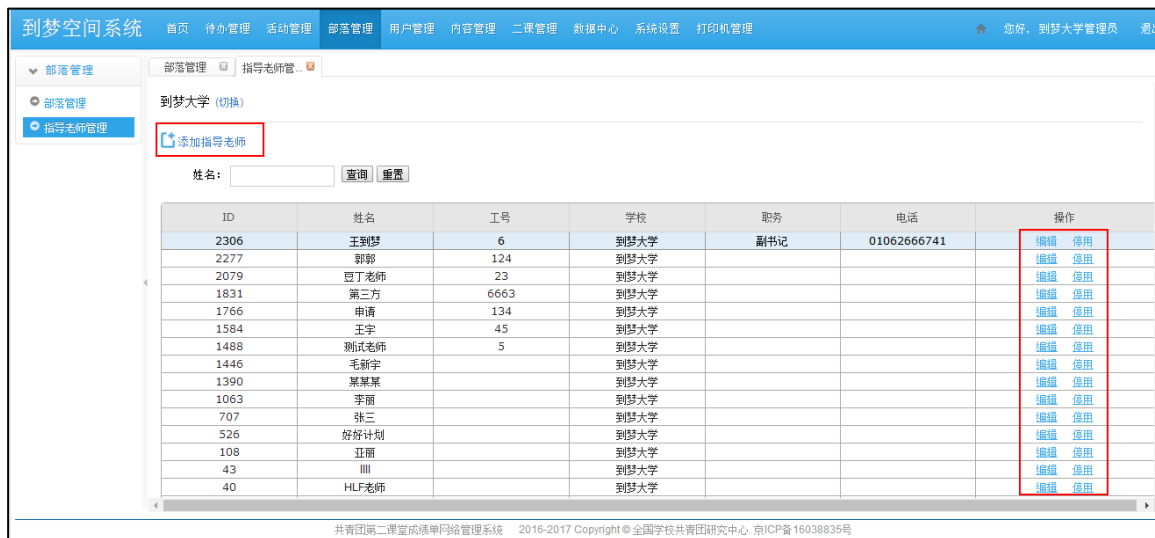 到梦空间系统 首页 待办管理 活动管理 部落管理 用户管理 内容管理 二课管理 数据中心 系统设置 打印机管理 您好, 到梦大学管理员
部落管理 部落管理 指导老师管...
部落管理
指导老师管理
到梦大学 (切换)
添加指导老师
姓名: 查询 重置
ID 姓名 工号 学校 职务 电话 操作
2306 王到梦 6 到梦大学 副书记 01062666741 编辑 停用
2277 郭郭 124 到梦大学 编辑 停用
2079 豆丁老师 23 到梦大学 编辑 停用
1831 第三方 6663 到梦大学 编辑 停用
1766 申请 134 到梦大学 编辑 停用
1584 王宇 45 到梦大学 编辑 停用
1488 测试老师 5 到梦大学 编辑 停用
1446 毛新宇 到梦大学 编辑 停用
1390 某某某 到梦大学 编辑 停用
1063 李丽 到梦大学 编辑 停用
707 张三 到梦大学 编辑 停用
526 好好计划 到梦大学 编辑 停用
108 亚丽 到梦大学 编辑 停用
43 llll 到梦大学 编辑 停用
40 HLF老师 到梦大学 编辑 停用
共青团第二课堂成绩单网络管理系统 2016-2017 Copyright © 全国学校共青团研究中心 京ICP备16038835号